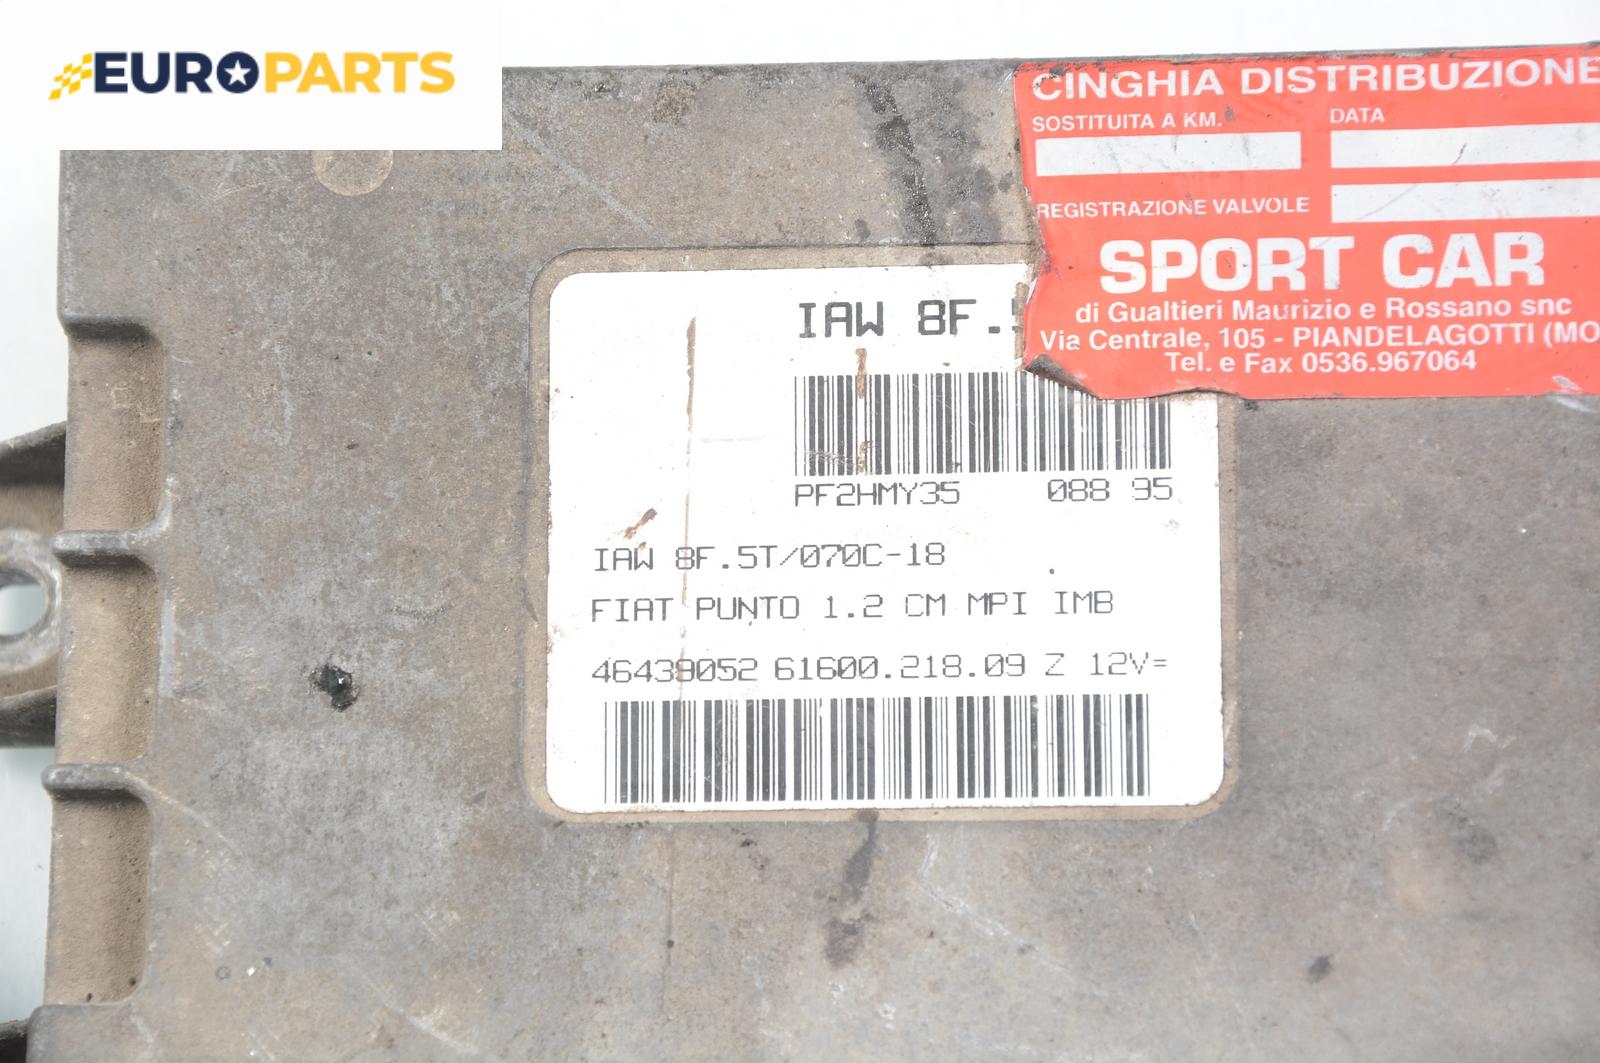 EUROPARTS
CINGHIA DISTRIBUZIONE
SOSTITUITA A KM.
DATA
REGISTRAZIONE VALVOLE
SPORT CAR
di Gualtieri Maurizio e Rossano snc
Via Centrale, 105 - PIANDELAGOTTI (MO
Tel. e Fax 0536.967064
IAW 8F.5
PF2HMY35 088 95
IAW 8F.5T/070C-18
FIAT PUNTO 1.2 CM MPI IMB
46439052 61600.218.09 Z 12V=